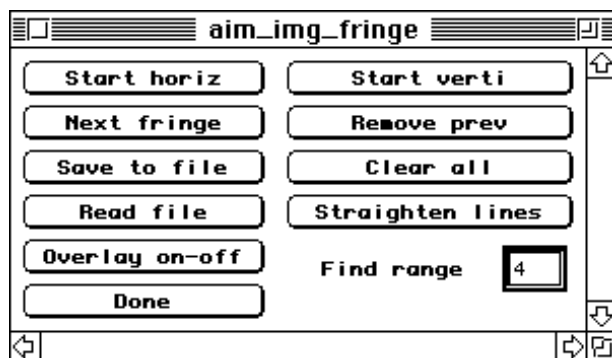 aim_img_fringe
Start horiz
Start verti
Next fringe
Remove prev
Save to file
Clear all
Read file
Straighten lines
Overlay on-off
Find range 4
Done